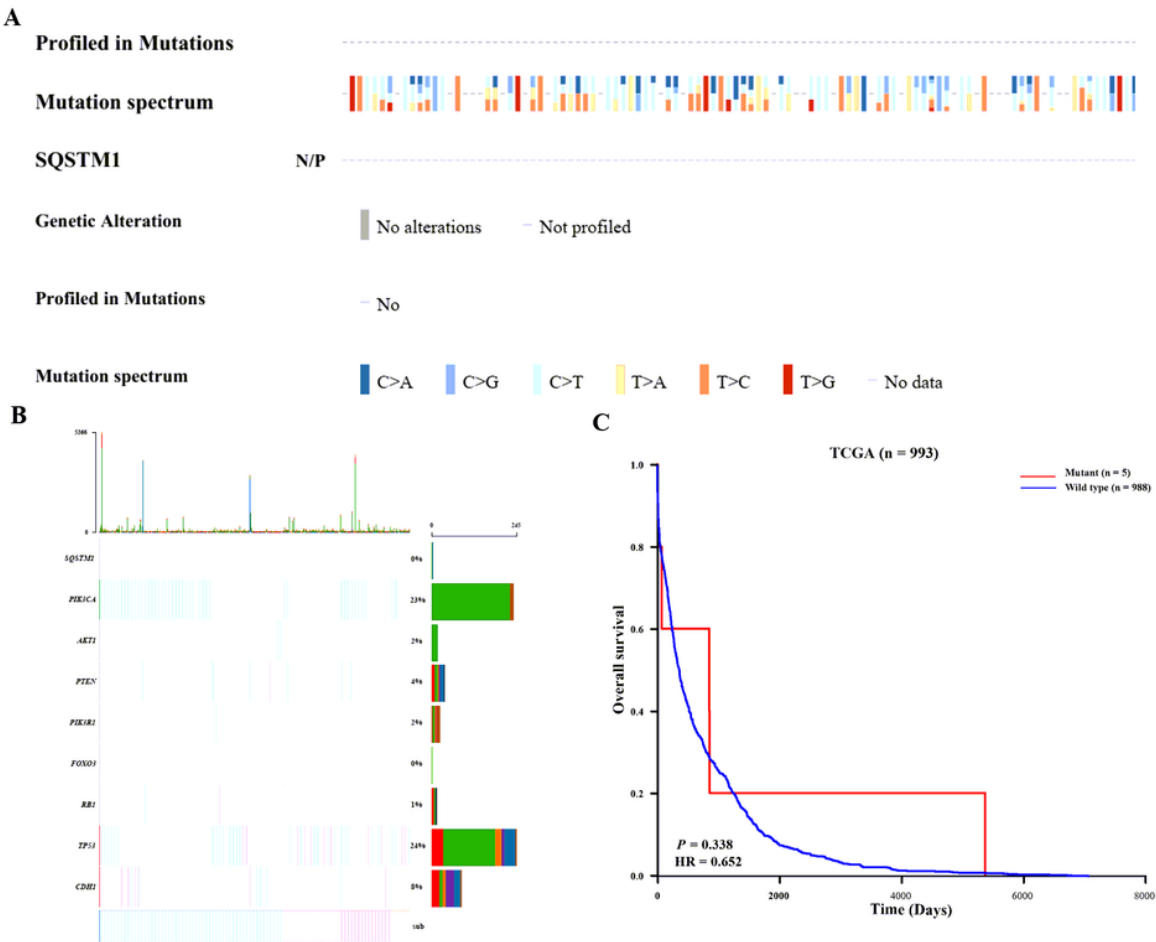 A
Profiled in Mutations
Mutation spectrum
SQSTM1 N/P
Genetic Alteration No alterations Not profiled
Profiled in Mutations No
Mutation spectrum C>A C>G C>T T>A T>C T>G No data
B
0
0 245
SQSTM1 0%
PIK3CA 23%
AKT1 2%
PTEN 4%
PIK3R1 2%
FOXO3 0%
RB1 1%
TP53 24%
CDH1 8%
sub
C
TCGA (n = 993)
Mutant (n = 5)
Wild type (n = 988)
Overall survival
1.0
0.8
0.6
0.4
0.2
0
P = 0.338
HR = 0.652
0 2000 4000 6000 8000
Time (Days)